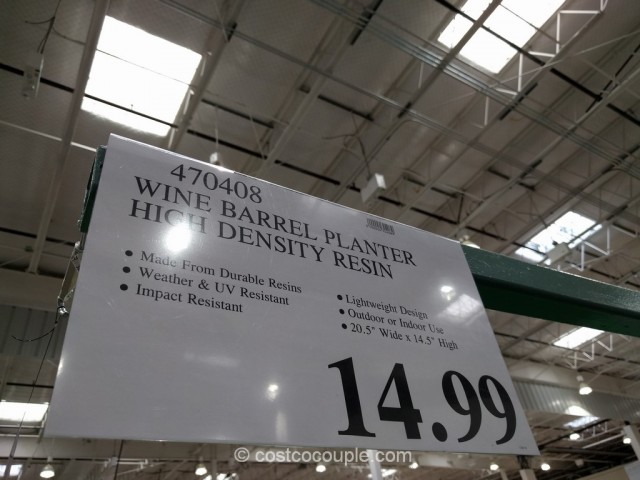 470408
WINE BARREL PLANTER
HIGH DENSITY RESIN
• Made From Durable Resins
• Weather & UV Resistant
• Impact Resistant
• Lightweight Design
• Outdoor or Indoor Use
• 20.5" Wide x 14.5" High
14.99
© costcocouple.com